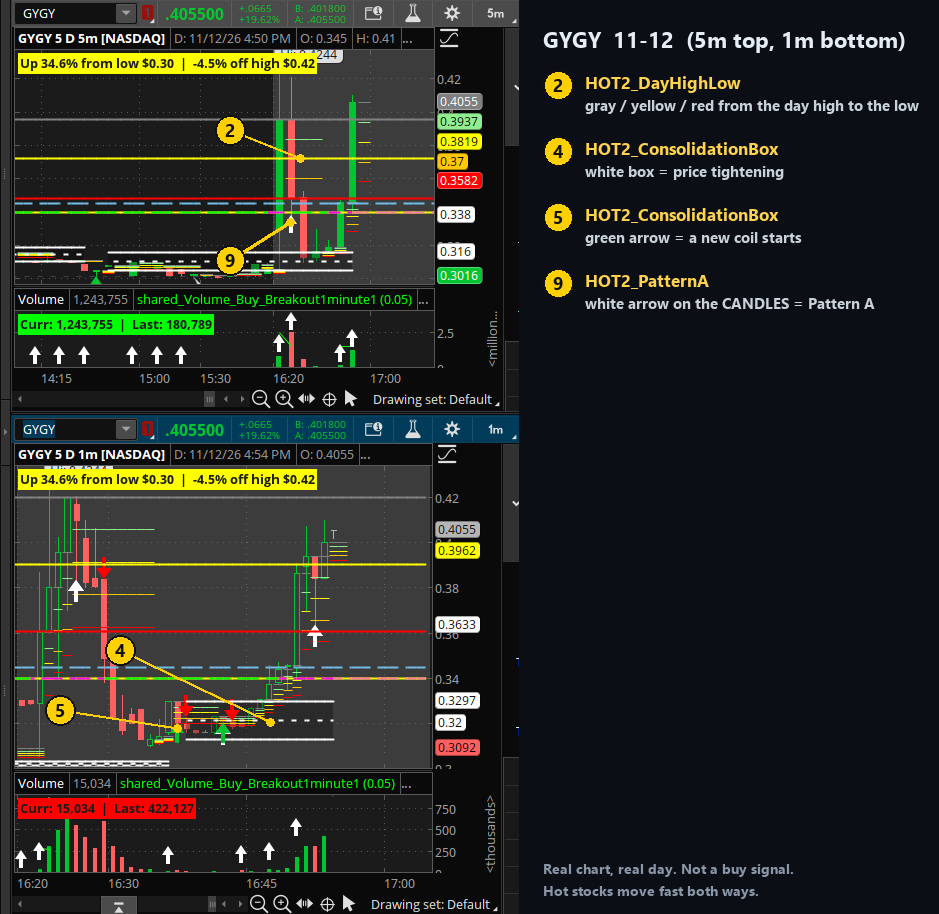 GYGY
1
.405500
+.0665
+19.62%
B: .401800
A: .405500
5m
GYGY 5 D 5m [NASDAQ]
D: 11/12/26 4:50 PM
O: 0.345
H: 0.41
...
Up 34.6% from low $0.30 | -4.5% off high $0.42
0.42
0.4055
0.3937
0.3819
0.37
0.3582
0.338
0.316
0.3016
2
9
Volume
1,243,755
shared_Volume_Buy_Breakout1minute1 (0.05)
...
Curr: 1,243,755 | Last: 180,789
2.5
<million...
14:15
15:00
15:30
16:20
17:00
Drawing set: Default
GYGY
1
.405500
+.0665
+19.62%
B: .401800
A: .405500
1m
GYGY 5 D 1m [NASDAQ]
D: 11/12/26 4:54 PM
O: 0.4055
...
Up 34.6% from low $0.30 | -4.5% off high $0.42
0.42
0.4055
0.3962
0.38
0.3633
0.36
0.34
0.3297
0.32
0.3092
4
5
Volume
15,034
shared_Volume_Buy_Breakout1minute1 (0.05)
...
Curr: 15,034 | Last: 422,127
750
500
250
<thousands>
16:20
16:30
16:45
17:00
Drawing set: Default
GYGY 11-12 (5m top, 1m bottom)
2
HOT2_DayHighLow
gray / yellow / red from the day high to the low
4
HOT2_ConsolidationBox
white box = price tightening
5
HOT2_ConsolidationBox
green arrow = a new coil starts
9
HOT2_PatternA
white arrow on the CANDLES = Pattern A
Real chart, real day. Not a buy signal.
Hot stocks move fast both ways.